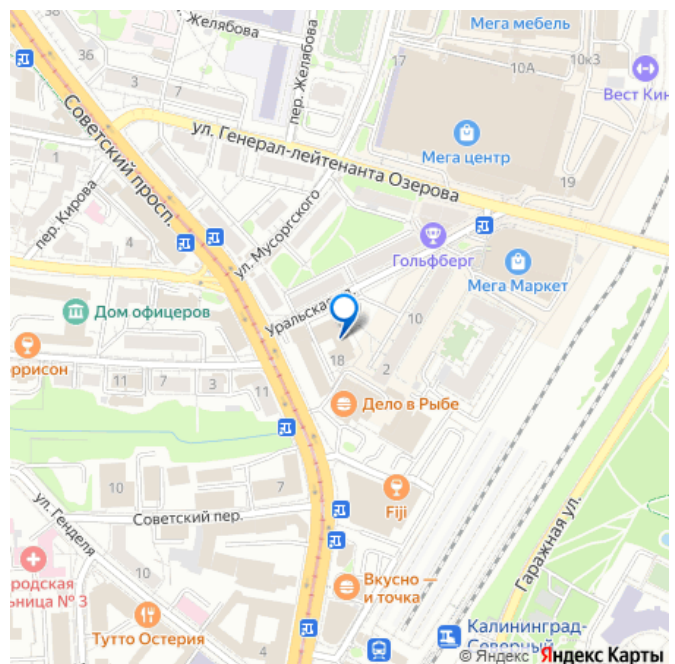 Желябова
Мега мебель
36
3
7
17
10А
10к3
Вест Кин
пер. Желябова
Советский просп.
ул. Генерал-лейтенанта Озерова
Мега центр
19
1
пер. Кирова
4
ул. Мусоргского
Гольфберг
Мега Маркет
Уральская
Дом офицеров
10
18
2
ррисон
11
7
3
11
Дело в Рыбе
10
7
Fiji
Советский пер.
ул. Генделя
Гаражная ул.
10
родская
ьница № 3
Вкусно —
и точка
Тутто Остерия
Калининград-
Северный
© Яндекс Яндекс Карты